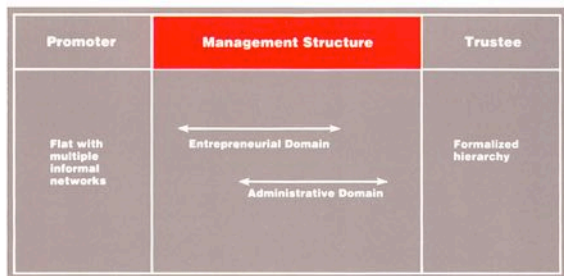 Promoter
Management Structure
Trustee
Flat with
multiple
informal
networks
Entrepreneurial Domain
Administrative Domain
Formalized
hierarchy